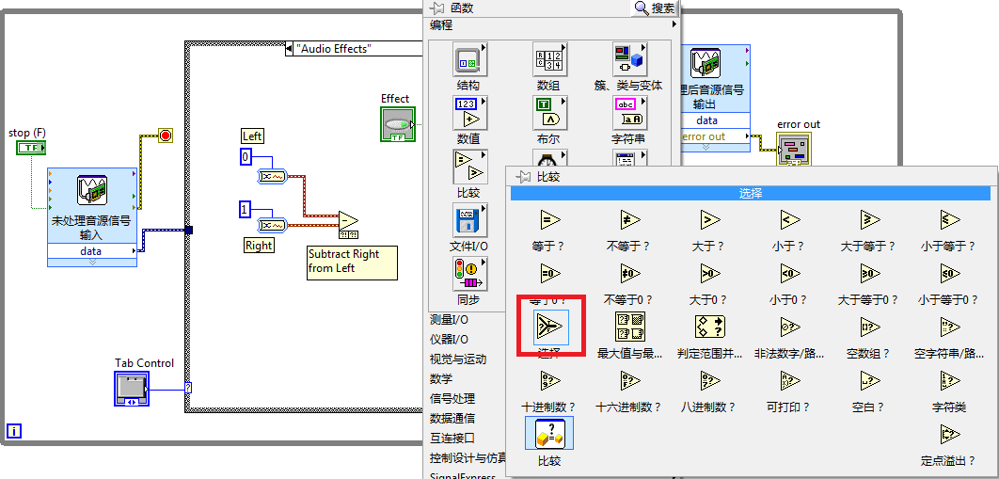 函数
搜索
编程
"Audio Effects"
结构
数组
簇、类与变体
数值
布尔
字符串
比较
文件I/O
同步
测量I/O
仪器I/O
视觉与运动
数学
信号处理
数据通信
互连接口
控制设计与仿真
SignalExpress
stop (F)
TF
未处理音源信号
输入
data
Left
0
1
Right
Subtract Right
from Left
Effect
TF
Tab Control
i
理后音源信号
输出
data
error out
error out
比较
选择
等于？
不等于？
大于？
小于？
大于等于？
小于等于？
等于0？
不等于0？
大于0？
小于0？
大于等于0？
小于等于0？
选择
最大值与最...
判定范围并...
非法数字/路...
空数组？
空字符串/路...
十进制数？
十六进制数？
八进制数？
可打印？
空白？
字符类
比较
定点溢出？